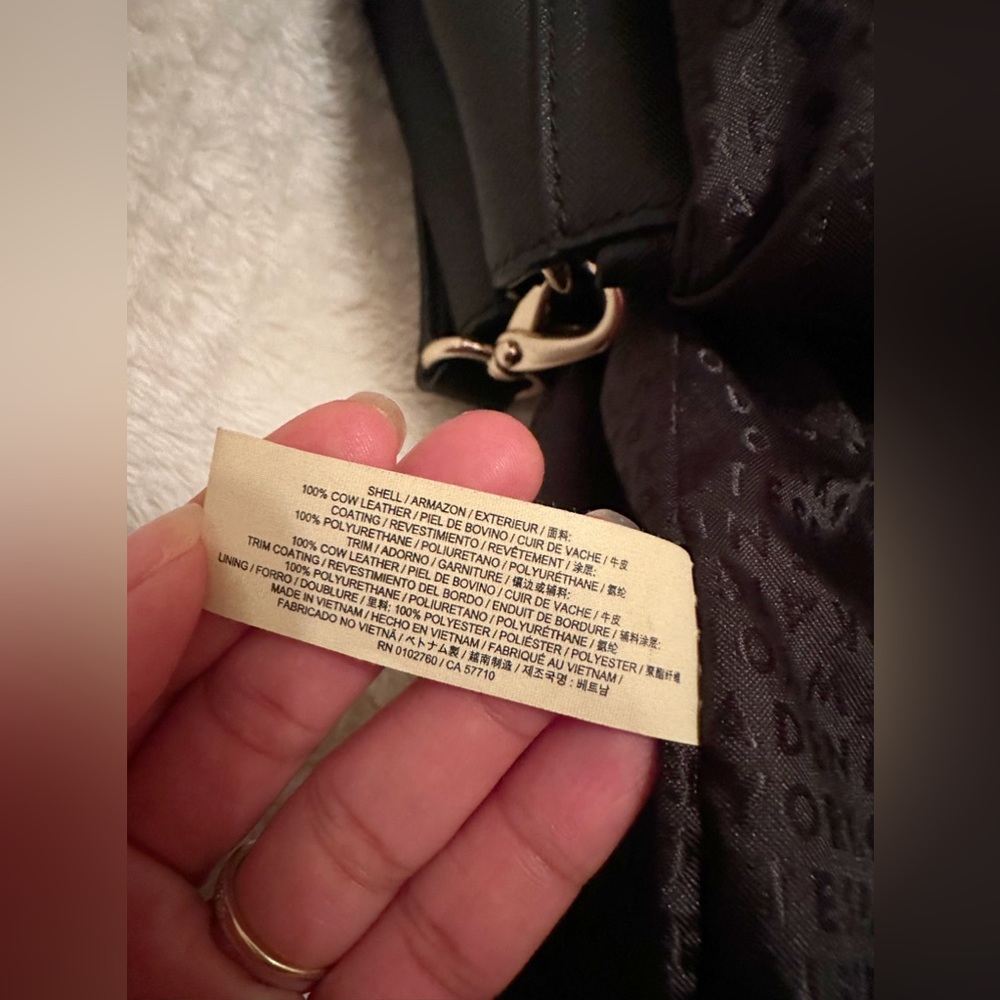 SHELL / ARMAZON / EXTERIEUR / 面料:
100% COW LEATHER / PIEL DE BOVINO / CUIR DE VACHE / 牛皮
COATING / REVESTIMIENTO / REVÊTEMENT / 涂层:
100% POLYURETHANE / POLIURETANO / POLYURÉTHANE / 氨纶
TRIM / ADORNO / GARNITURE / 镶边或辅料:
100% COW LEATHER / PIEL DE BOVINO / CUIR DE VACHE / 牛皮
TRIM COATING / REVESTIMIENTO DEL BORDO / ENDUIT DE BORDURE / 辅料涂层:
100% POLYURETHANE / POLIURETANO / POLYURÉTHANE / 氨纶
LINING / FORRO / DOUBLURE / 里料: 100% POLYESTER / POLIÉSTER / POLYESTER / 聚酯纤维
MADE IN VIETNAM / HECHO EN VIETNAM / FABRIQUÉ AU VIETNAM /
FABRICADO NO VIETNÃ / ベトナム製 / 越南制造 / 제조국명 : 베트남
RN 0102760 / CA 57710